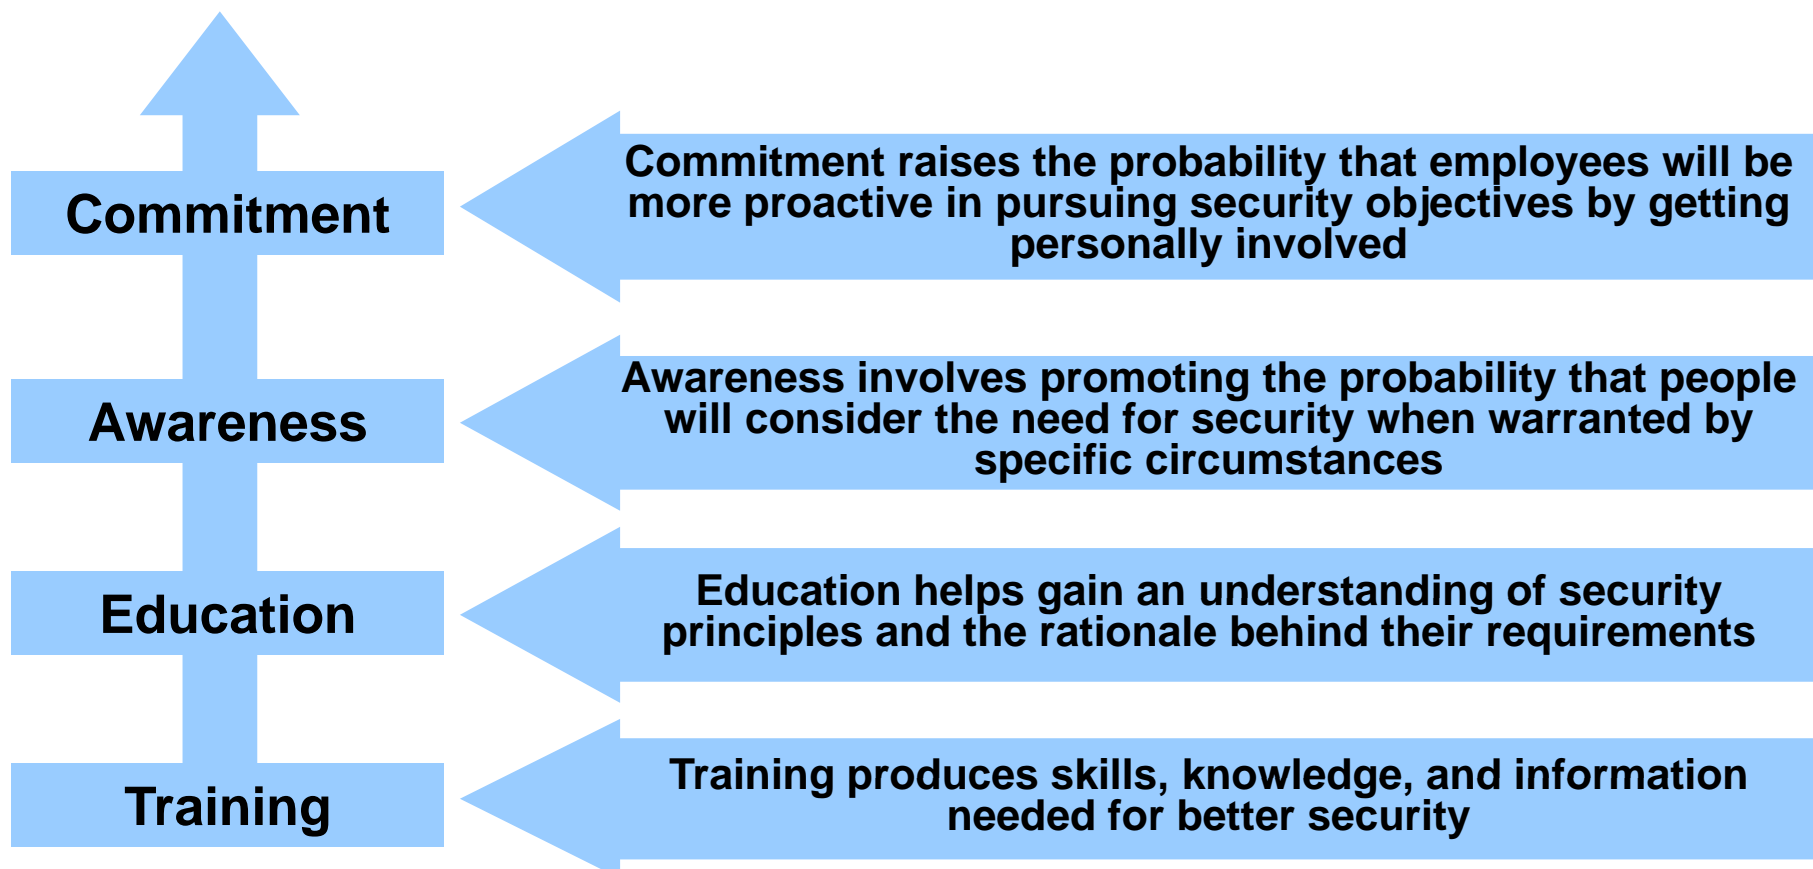 Commitment
Commitment raises the probability that employees will be
more proactive in pursuing security objectives by getting
personally involved
Awareness
Awareness involves promoting the probability that people
will consider the need for security when warranted by
specific circumstances
Education
Education helps gain an understanding of security
principles and the rationale behind their requirements
Training
Training produces skills, knowledge, and information
needed for better security